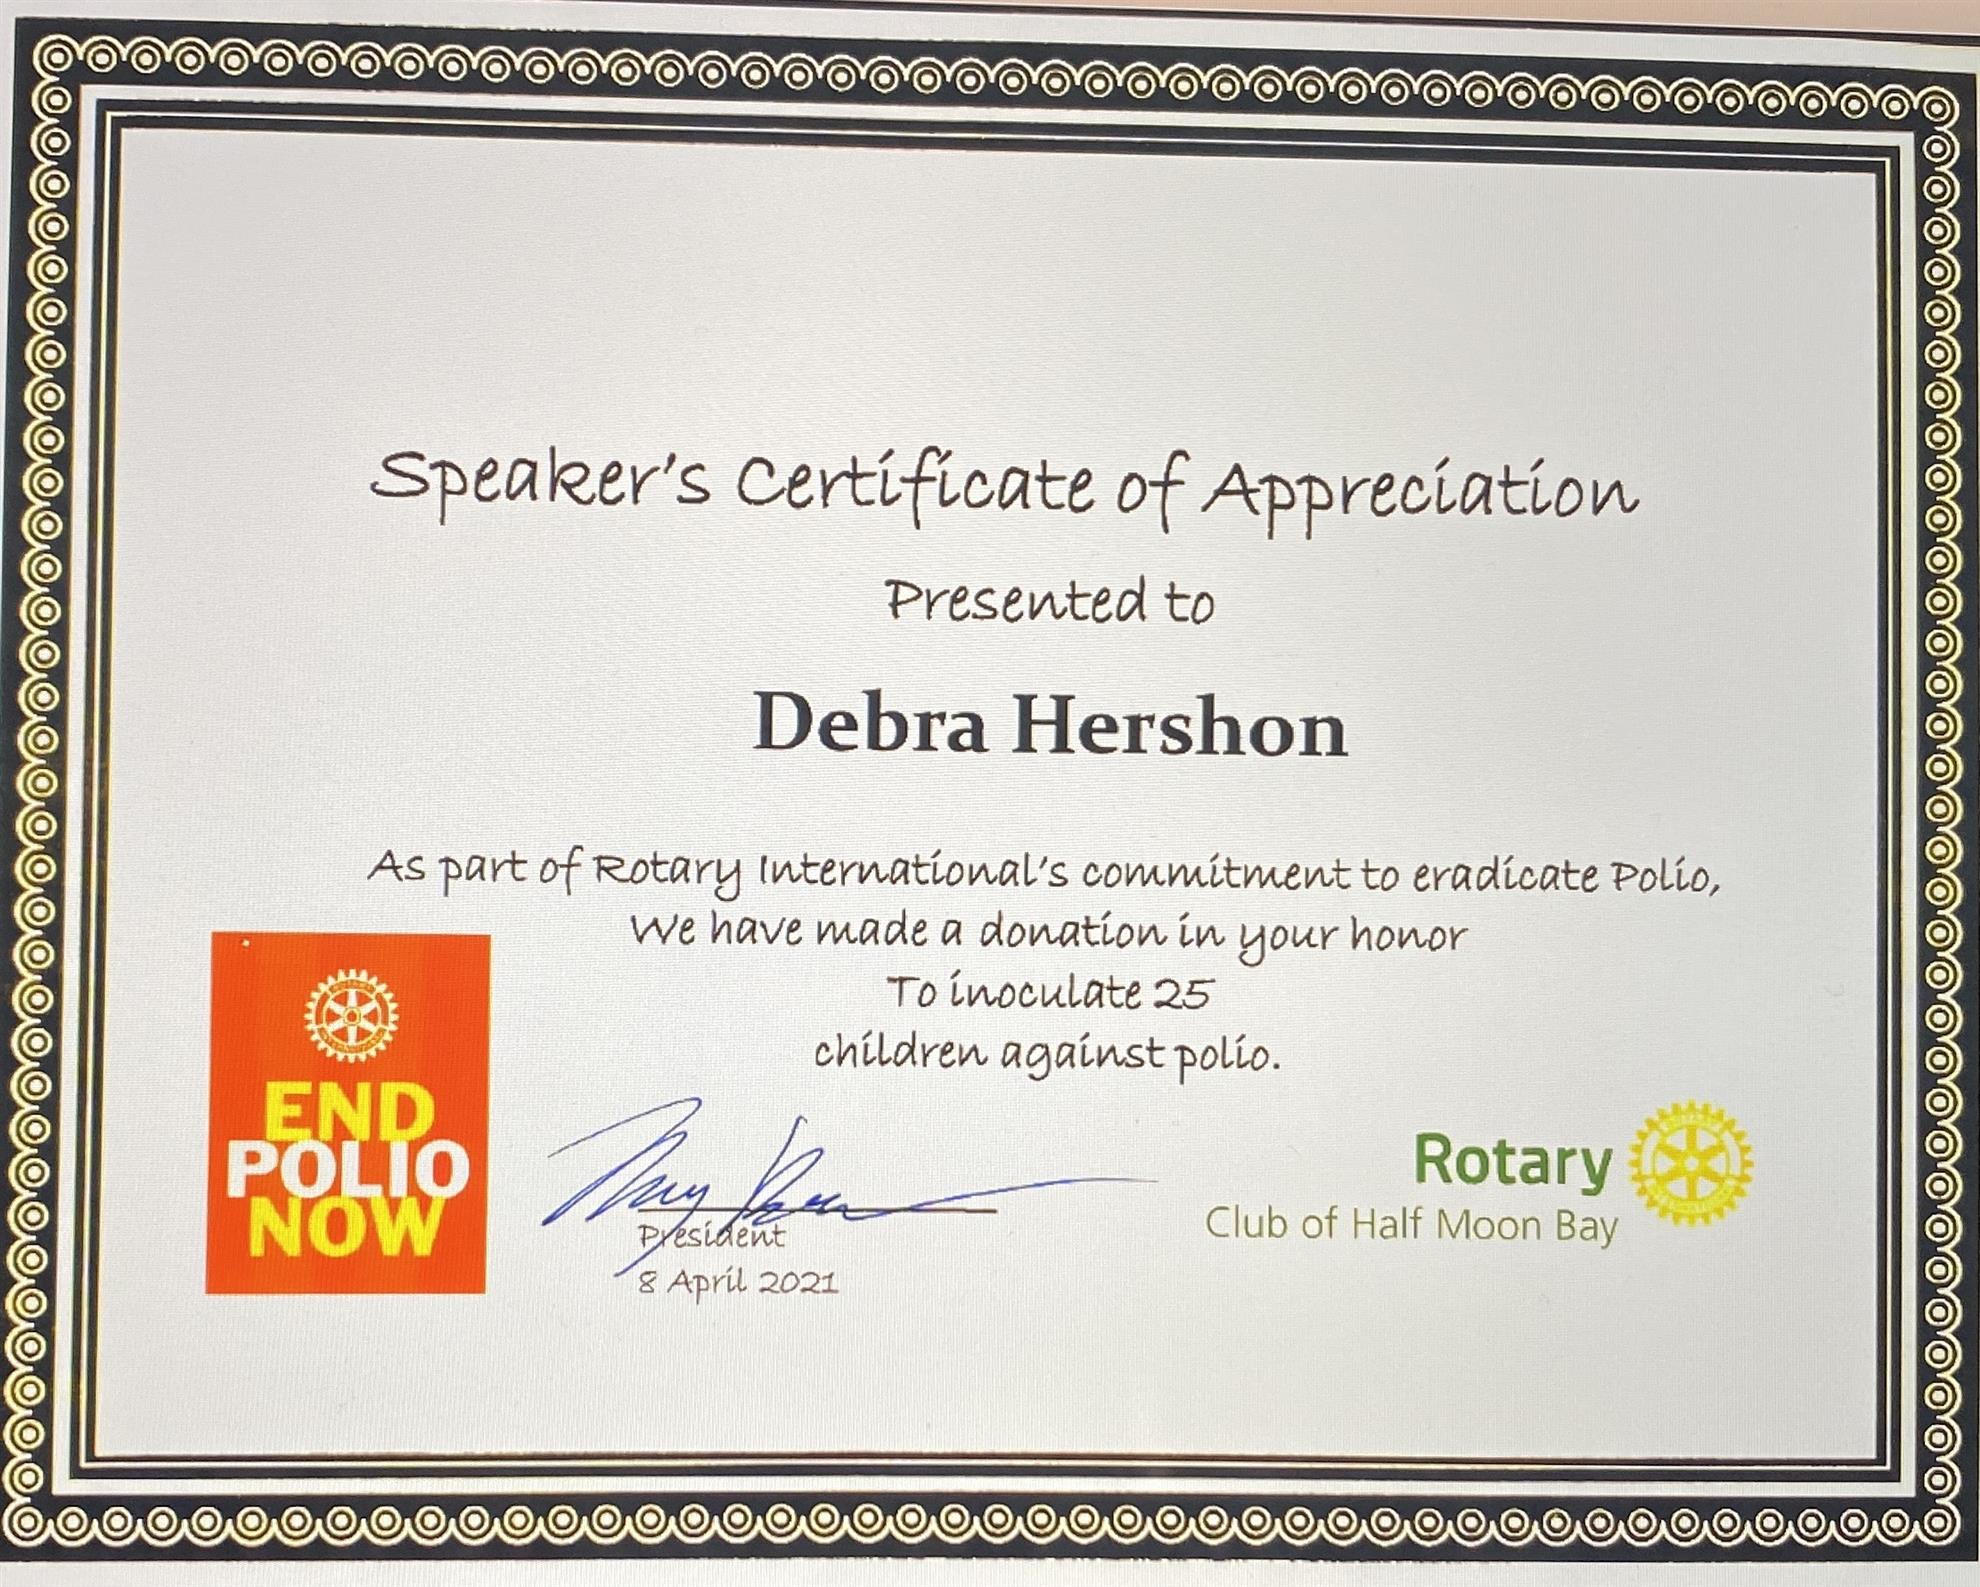 Speaker's Certificate of Appreciation
Presented to
Debra Hershon
As part of Rotary International's commitment to eradicate Polio,
We have made a donation in your honor
To inoculate 25
children against polio.
END
POLIO
NOW
President
8 April 2021
Rotary
Club of Half Moon Bay